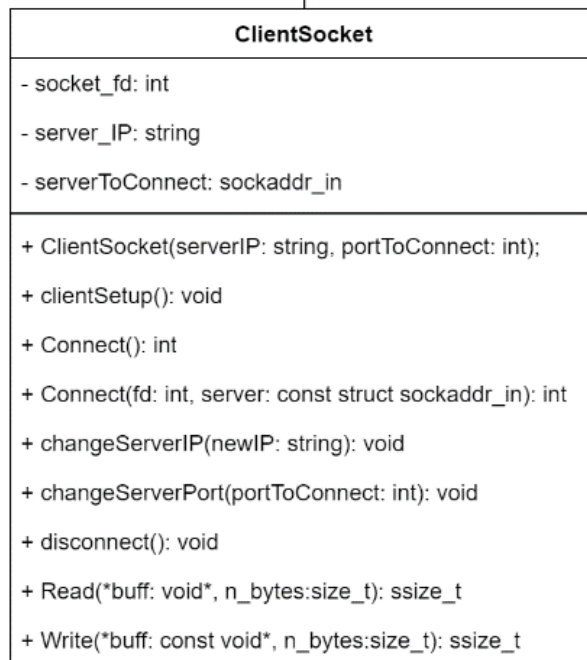 ClientSocket
- socket_fd: int
- server_IP: string
- serverToConnect: sockaddr_in
+ ClientSocket(serverIP: string, portToConnect: int);
+ clientSetup(): void
+ Connect(): int
+ Connect(fd: int, server: const struct sockaddr_in): int
+ changeServerIP(newIP: string): void
+ changeServerPort(portToConnect: int): void
+ disconnect(): void
+ Read(*buff: void*, n_bytes:size_t): ssize_t
+ Write(*buff: const void*, n_bytes:size_t): ssize_t